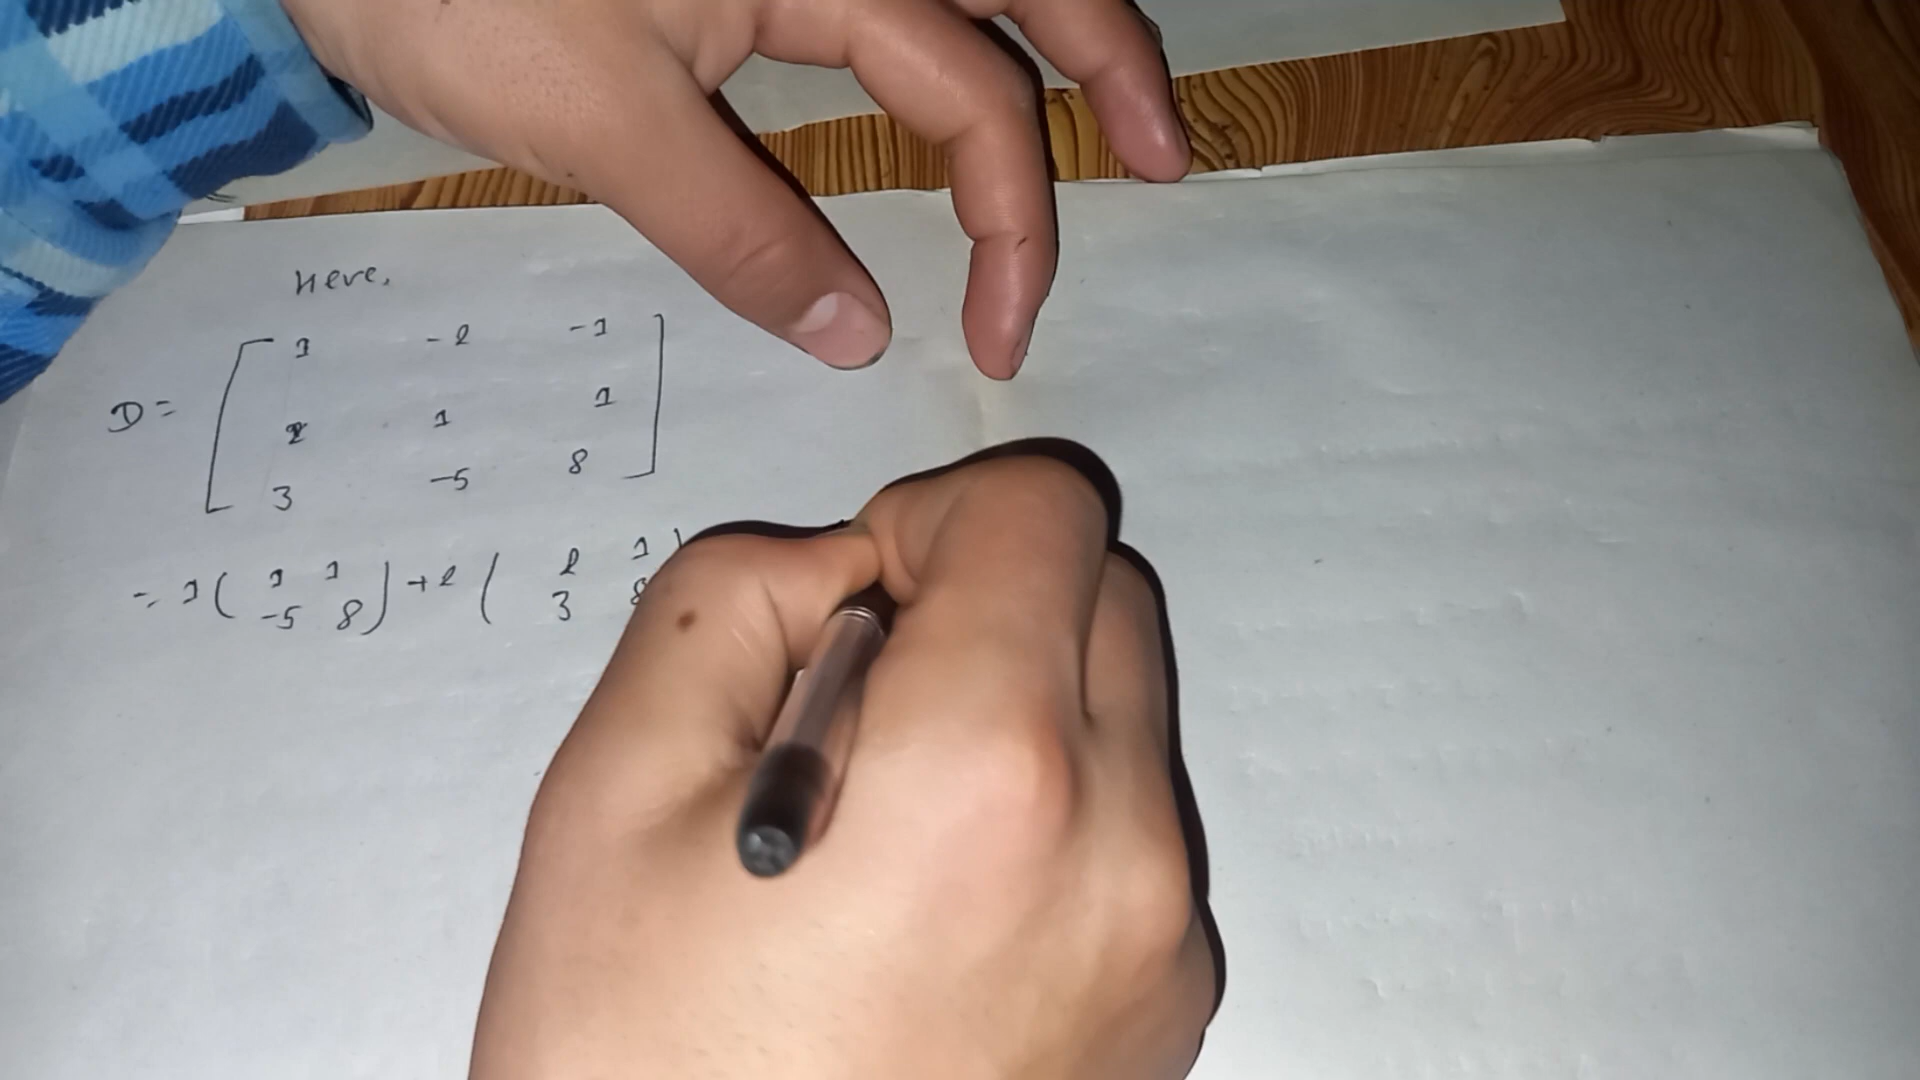 Here,
1 -2 -1
D =
2 1 1
3 -5 8
= 1 ( 1 1 ) + 2 ( 2 1 )
-5 8 3 8